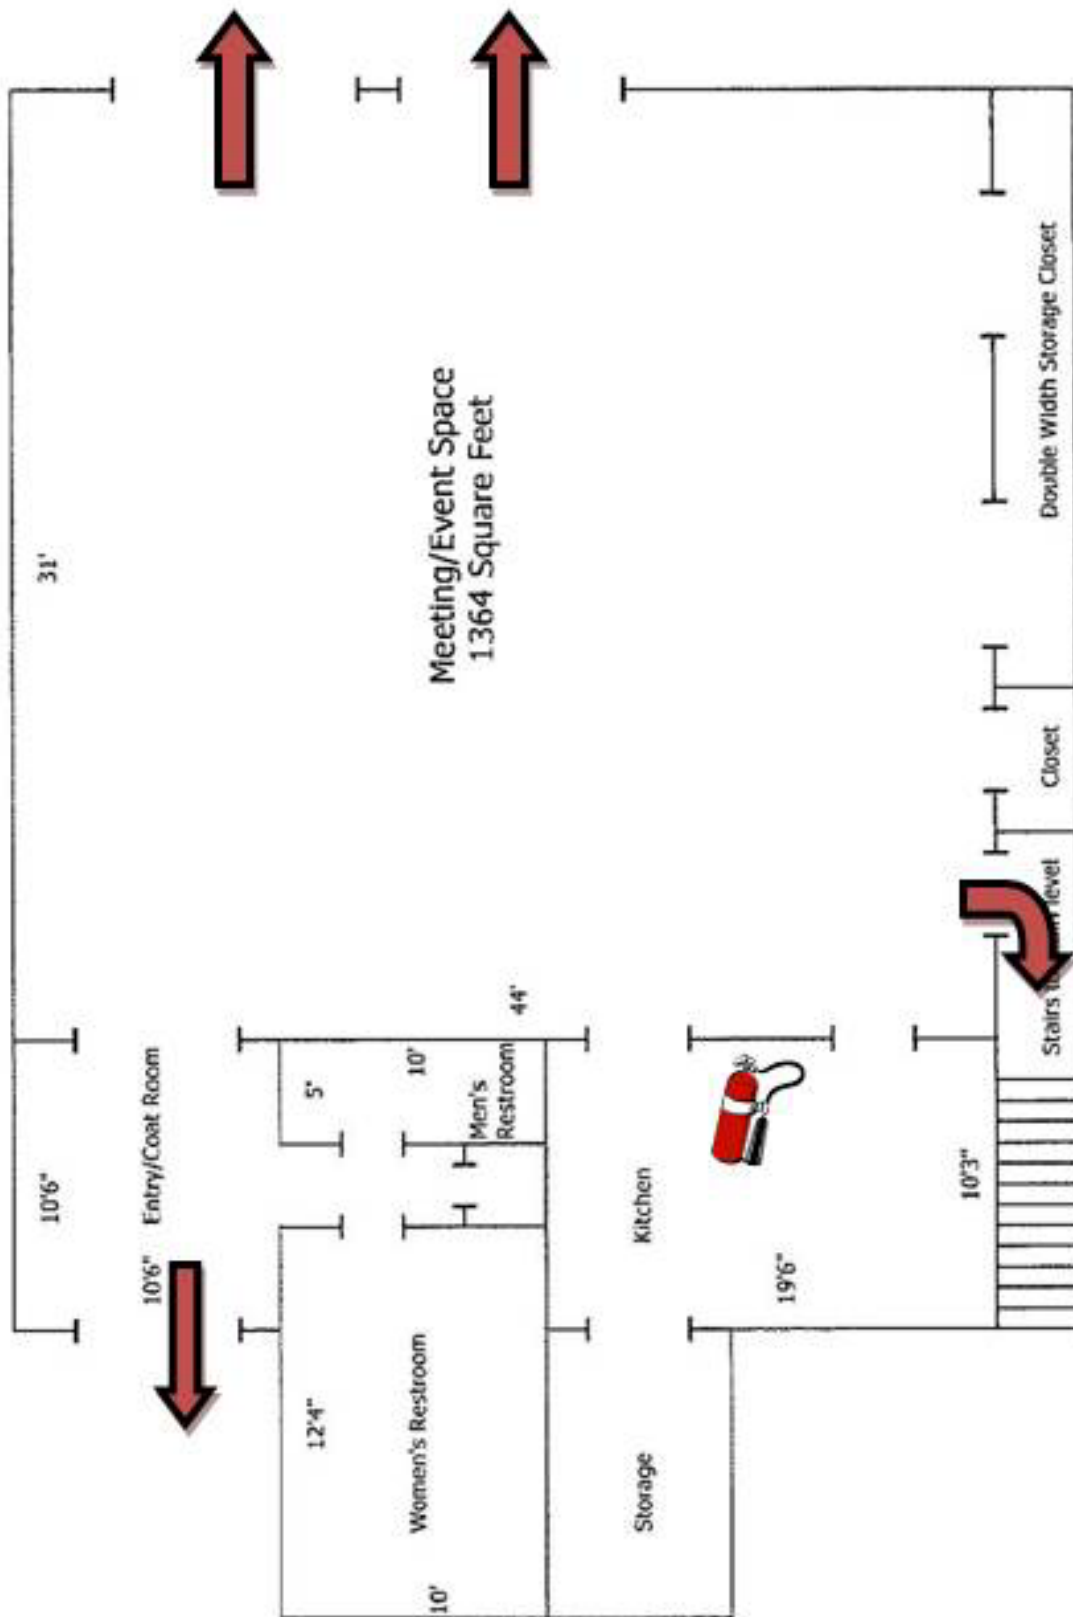 31'
Meeting/Event Space
1364 Square Feet
Double Width Storage Closet
Closet
Stairs level
44'
10'6"
Entry/Coat Room
10'6"
5'
10'
Men's
Restroom
Kitchen
10'3"
19'6"
12'4"
Women's Restroom
10'
Storage